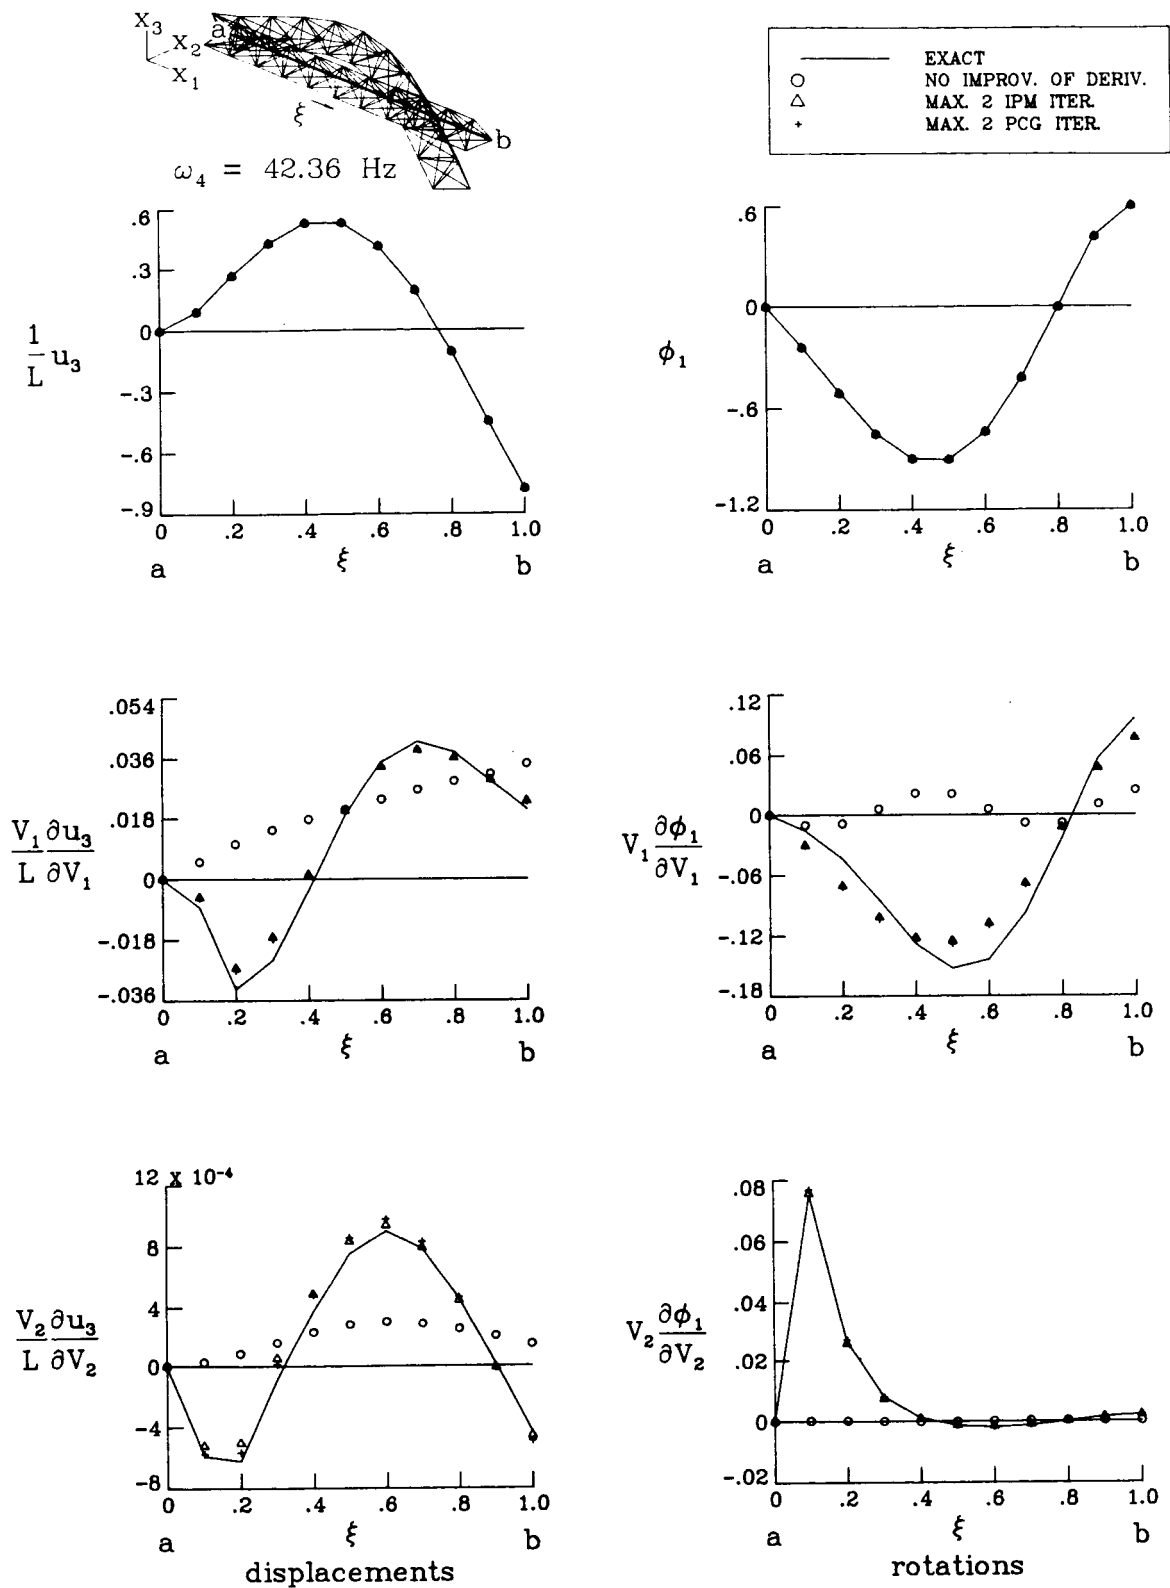 X₃
a
X₂
X₁
ξ
b
ω₄ = 42.36 Hz
EXACT
NO IMPROV. OF DERIV.
MAX. 2 IPM ITER.
MAX. 2 PCG ITER.
.6
.3
0
-.3
-.6
-.9
1/L u₃
0 .2 .4 .6 .8 1.0
a ξ b
.6
0
-.6
-1.2
ϕ₁
0 .2 .4 .6 .8 1.0
a ξ b
.054
.036
.018
0
-.018
-.036
V₁/L ∂u₃/∂V₁
0 .2 .4 .6 .8 1.0
a ξ b
.12
.06
0
-.06
-.12
-.18
V₁ ∂ϕ₁/∂V₁
0 .2 .4 .6 .8 1.0
a ξ b
12 X 10⁻⁴
8
4
0
-4
-8
V₂/L ∂u₃/∂V₂
0 .2 .4 .6 .8 1.0
a ξ b
displacements
.08
.06
.04
.02
0
-.02
V₂ ∂ϕ₁/∂V₂
0 .2 .4 .6 .8 1.0
a ξ b
rotations